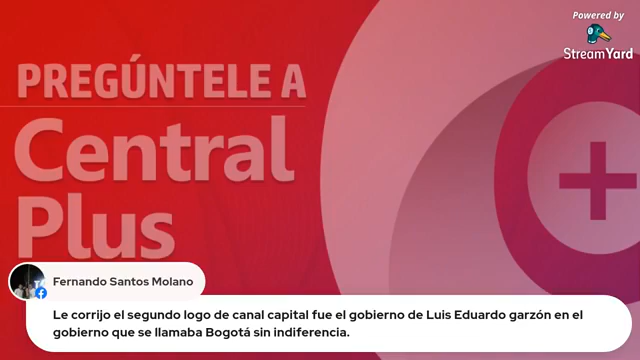 Powered by
StreamYard
PREGÚNTELE A
Central
Plus
Fernando Santos Molano
Le corrijo el segundo logo de canal capital fue el gobierno de Luis Eduardo garzón en el
gobierno que se llamaba Bogotá sin indiferencia.